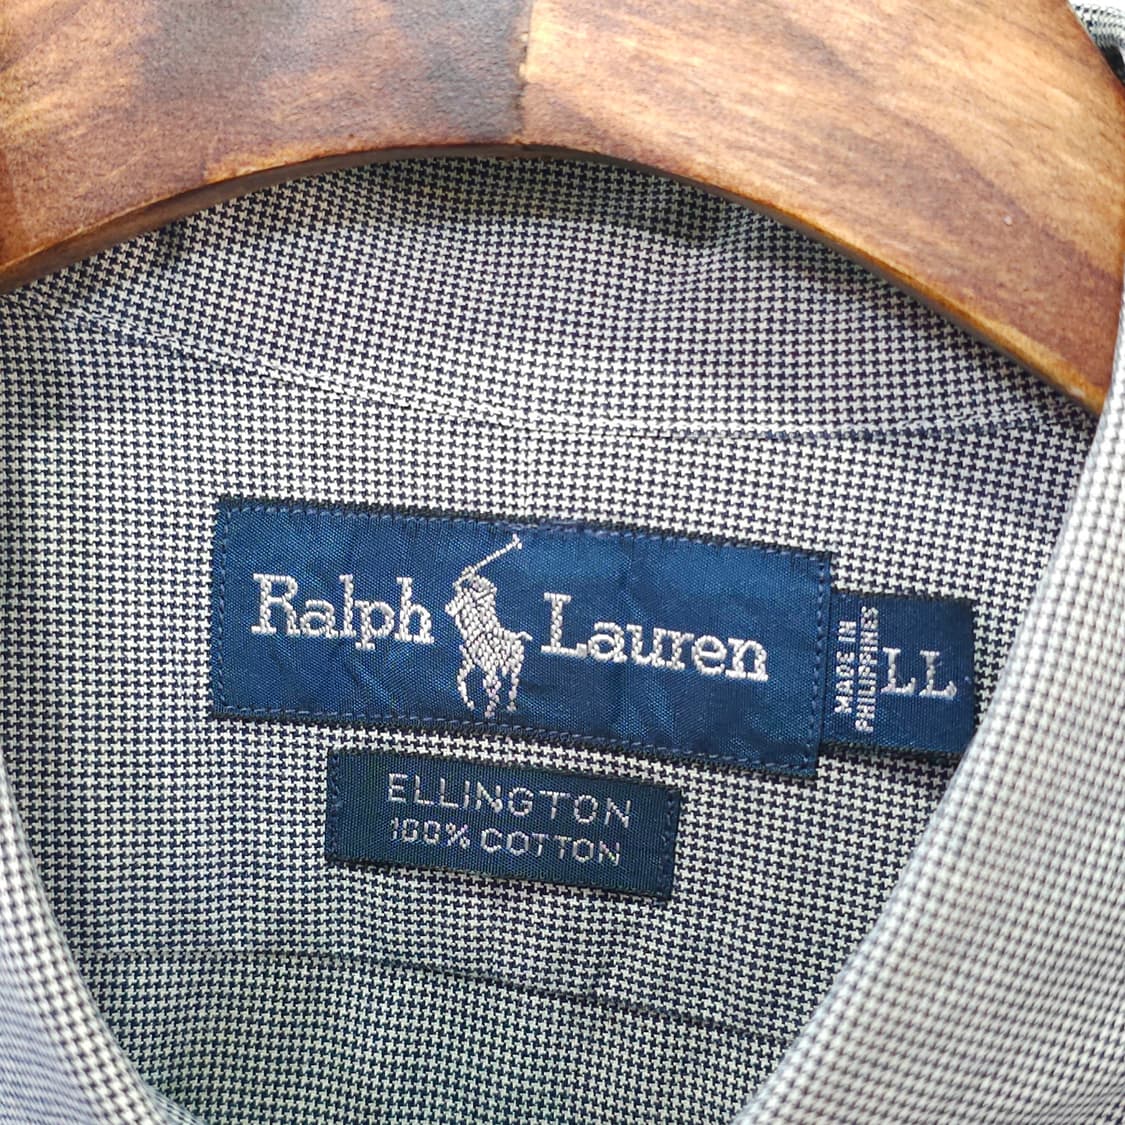 Ralph Lauren
MADE IN
PHILIPPINES
LL
ELLINGTON
100% COTTON